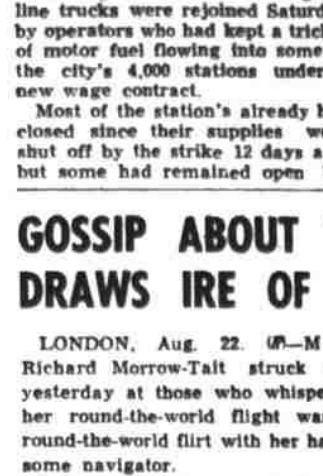 line trucks were rejoined Saturd
by operators who had kept a trick
of motor fuel flowing into some
the city's 4,000 stations under
new wage contract.
Most of the station's already h
closed since their supplies we
shut off by the strike 12 days a
but some had remained open
GOSSIP ABOUT
DRAWS IRE OF
LONDON, Aug. 22. (AP)—M
Richard Morrow-Tait struck
yesterday at those who whispe
her round-the-world flight wa
round-the-world flirt with her ha
some navigator.